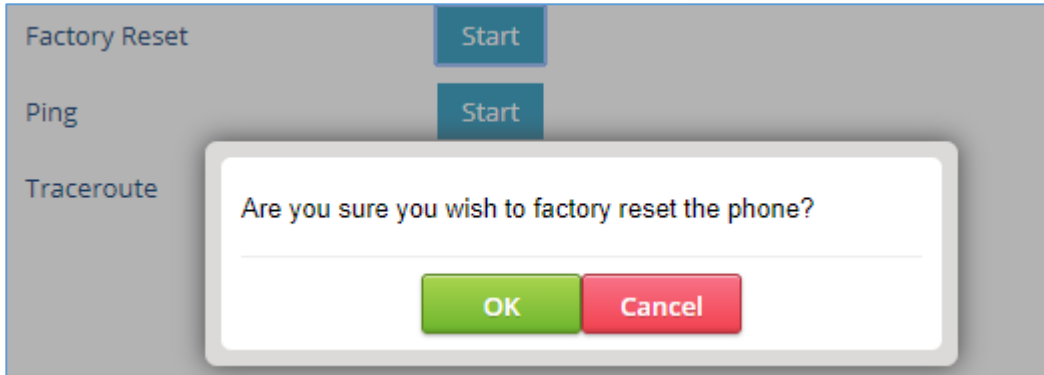 Factory Reset
Start
Ping
Start
Traceroute
Are you sure you wish to factory reset the phone?
OK
Cancel